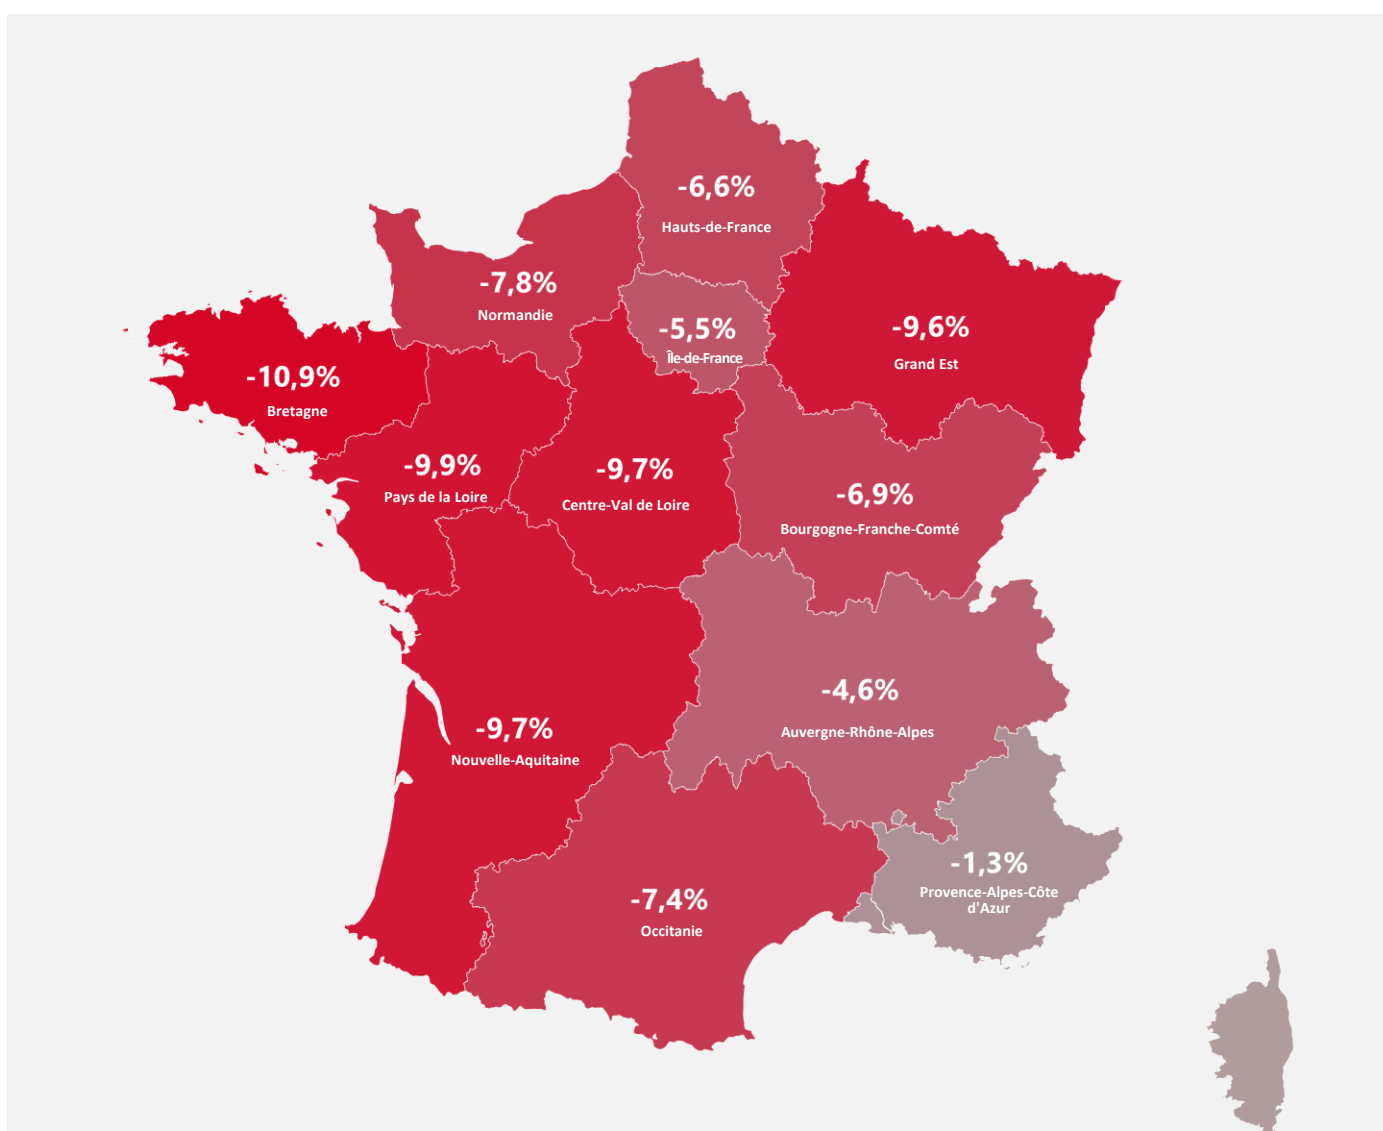 -6,6%
Hauts-de-France
-7,8%
Normandie
-5,5%
Île-de-France
-9,6%
Grand Est
-10,9%
Bretagne
-9,9%
Pays de la Loire
-9,7%
Centre-Val de Loire
-6,9%
Bourgogne-Franche-Comté
-4,6%
Auvergne-Rhône-Alpes
-9,7%
Nouvelle-Aquitaine
-1,3%
Provence-Alpes-Côte
d'Azur
-7,4%
Occitanie